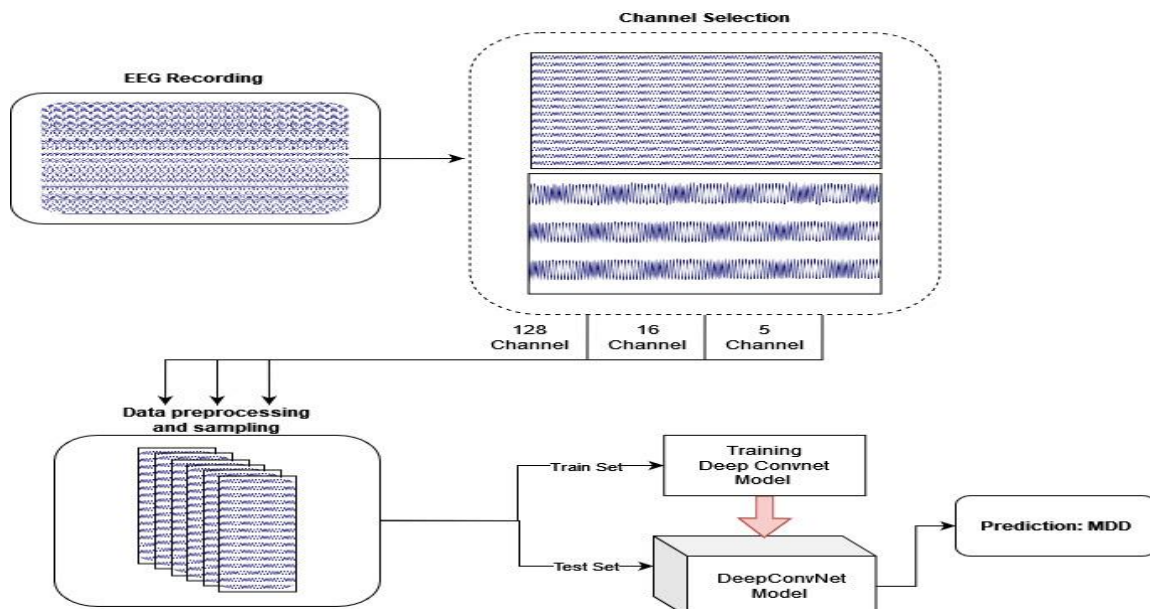 Channel Selection
EEG Recording
128
Channel
16
Channel
5
Channel
Data preprocessing
and sampling
Train Set
Training
Deep Convnet
Model
Test Set
DeepConvNet
Model
Prediction: MDD